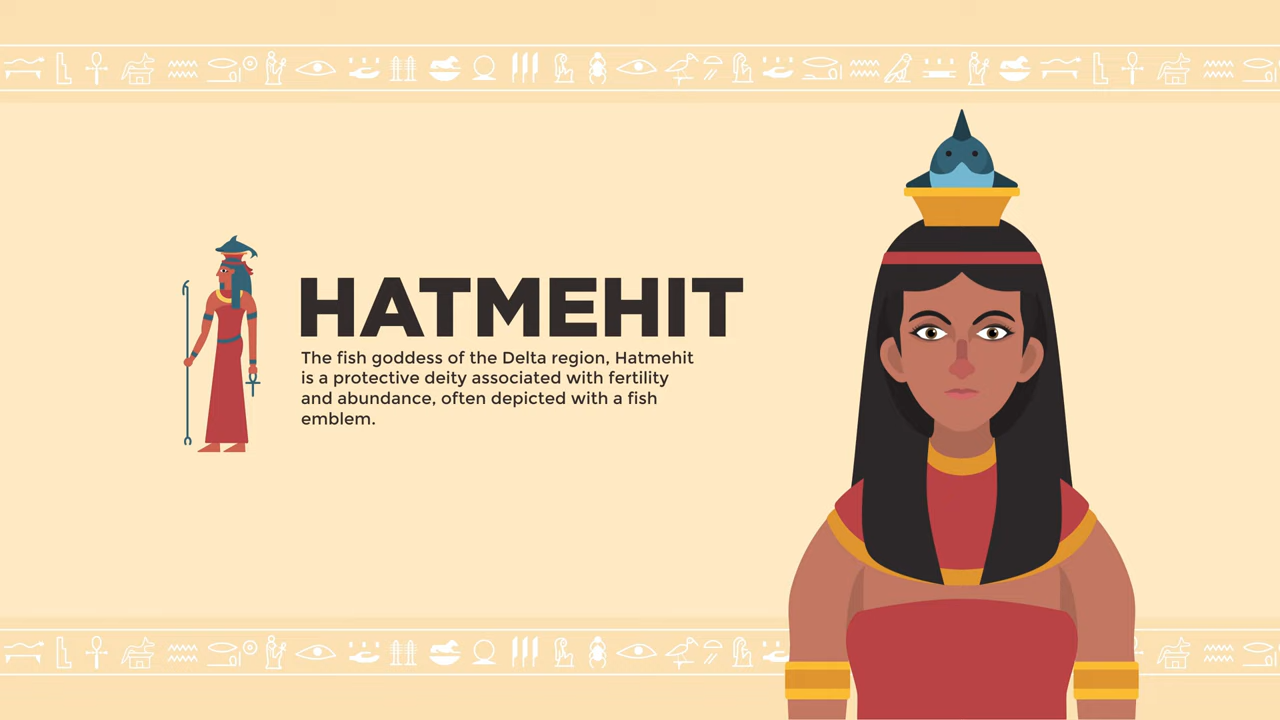 HATMEHIT
The fish goddess of the Delta region, Hatmehit
is a protective deity associated with fertility
and abundance, often depicted with a fish
emblem.